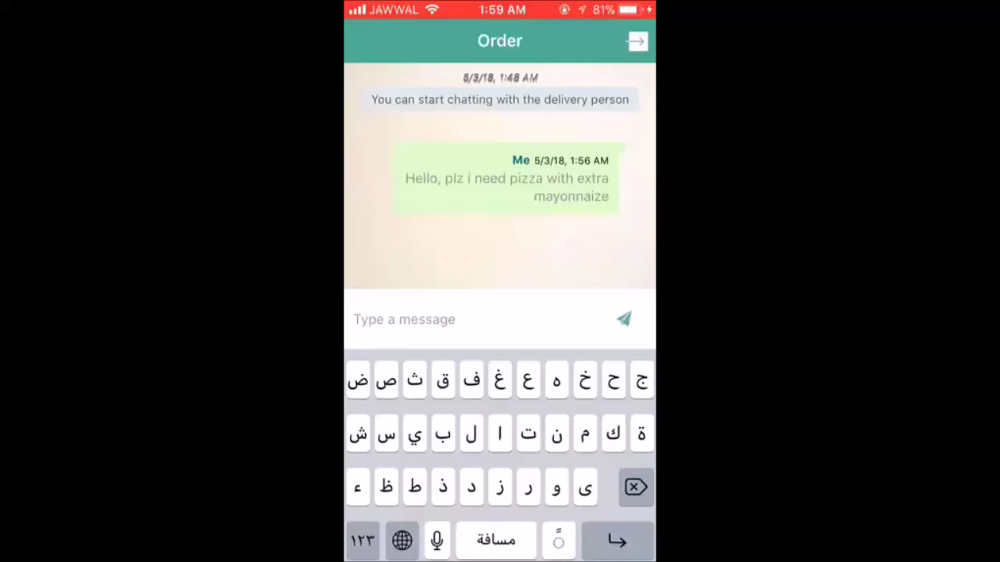 JAWWAL 1:59 AM 81%
Order
5/3/18, 1:48 AM
You can start chatting with the delivery person
Me 5/3/18, 1:56 AM
Hello, plz i need pizza with extra
mayonnaize
Type a message
ض ص ث ق ف غ ع ه خ ح ج
ش س ي ب ل ا ت ن م ك ة
ء ظ ط ذ د ز ر و ى
١٢٣ مسافة